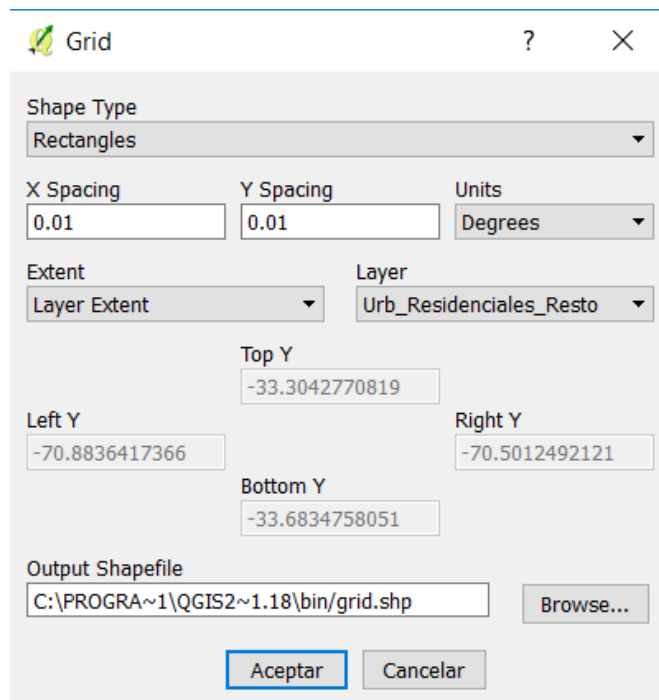 Grid ?
Shape Type
Rectangles
X Spacing Y Spacing Units
0.01 0.01 Degrees
Extent Layer
Layer Extent Urb_Residenciales_Resto
Top Y
-33.3042770819
Left Y Right Y
-70.8836417366 -70.5012492121
Bottom Y
-33.6834758051
Output Shapefile
C:\PROGRA~1\QGIS2~1.18\bin/grid.shp Browse...
Aceptar Cancelar